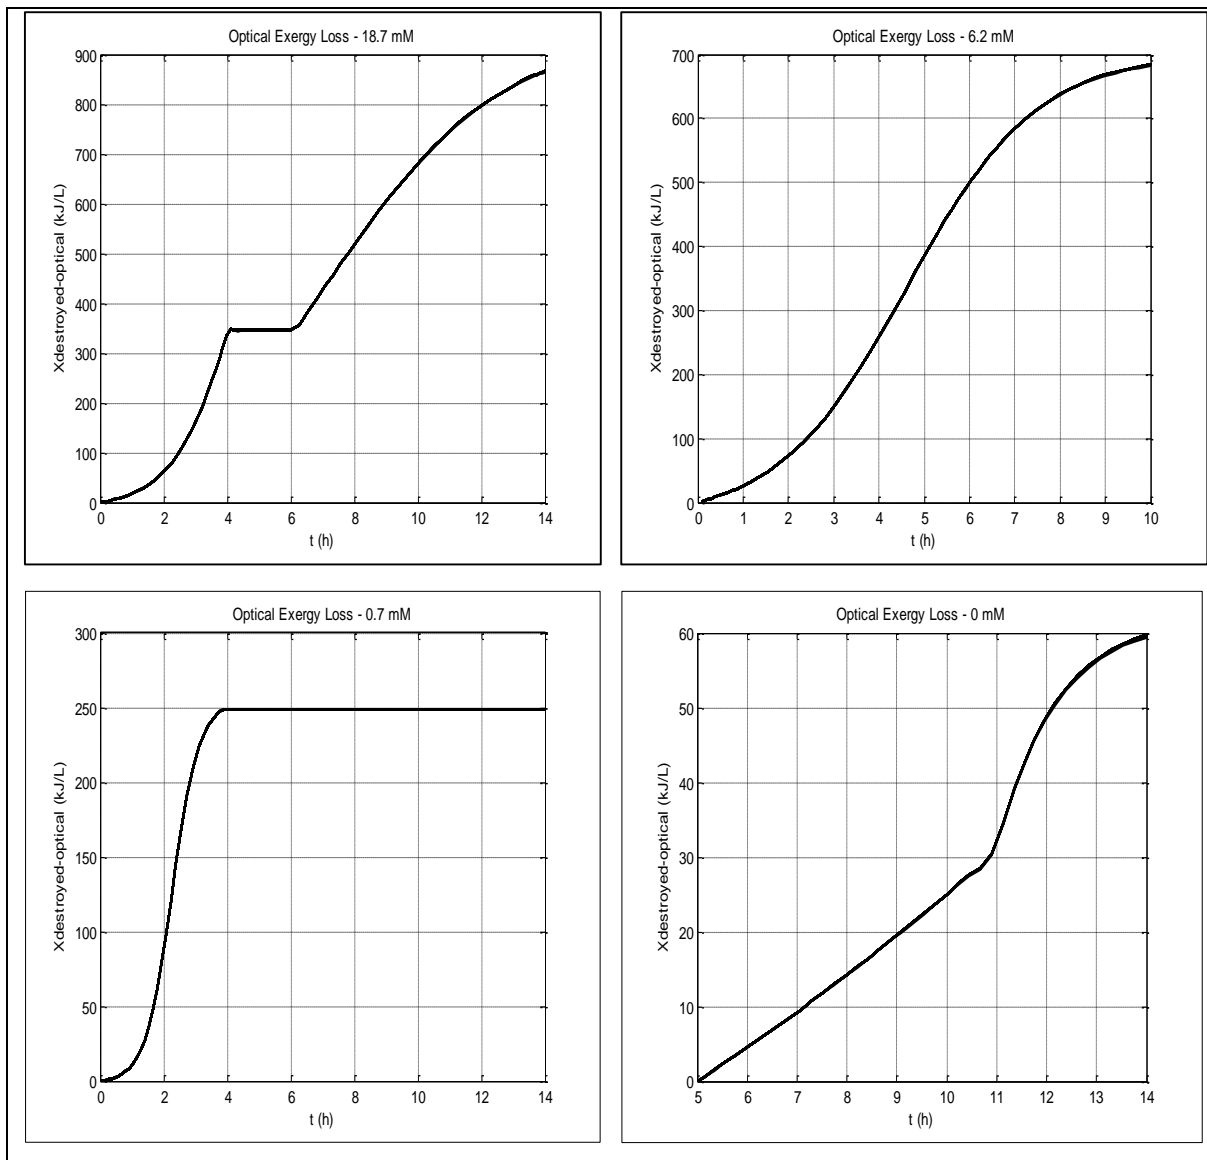 Optical Exergy Loss - 18.7 mM
Xdestroyed-optical (kJ/L)
900
800
700
600
500
400
300
200
100
0
0 2 4 6 8 10 12 14
t (h)
Optical Exergy Loss - 6.2 mM
Xdestroyed-optical (kJ/L)
700
600
500
400
300
200
100
0
0 1 2 3 4 5 6 7 8 9 10
t (h)
Optical Exergy Loss - 0.7 mM
Xdestroyed-optical (kJ/L)
300
250
200
150
100
50
0
0 2 4 6 8 10 12 14
t (h)
Optical Exergy Loss - 0 mM
Xdestroyed-optical (kJ/L)
60
50
40
30
20
10
0
5 6 7 8 9 10 11 12 13 14
t (h)